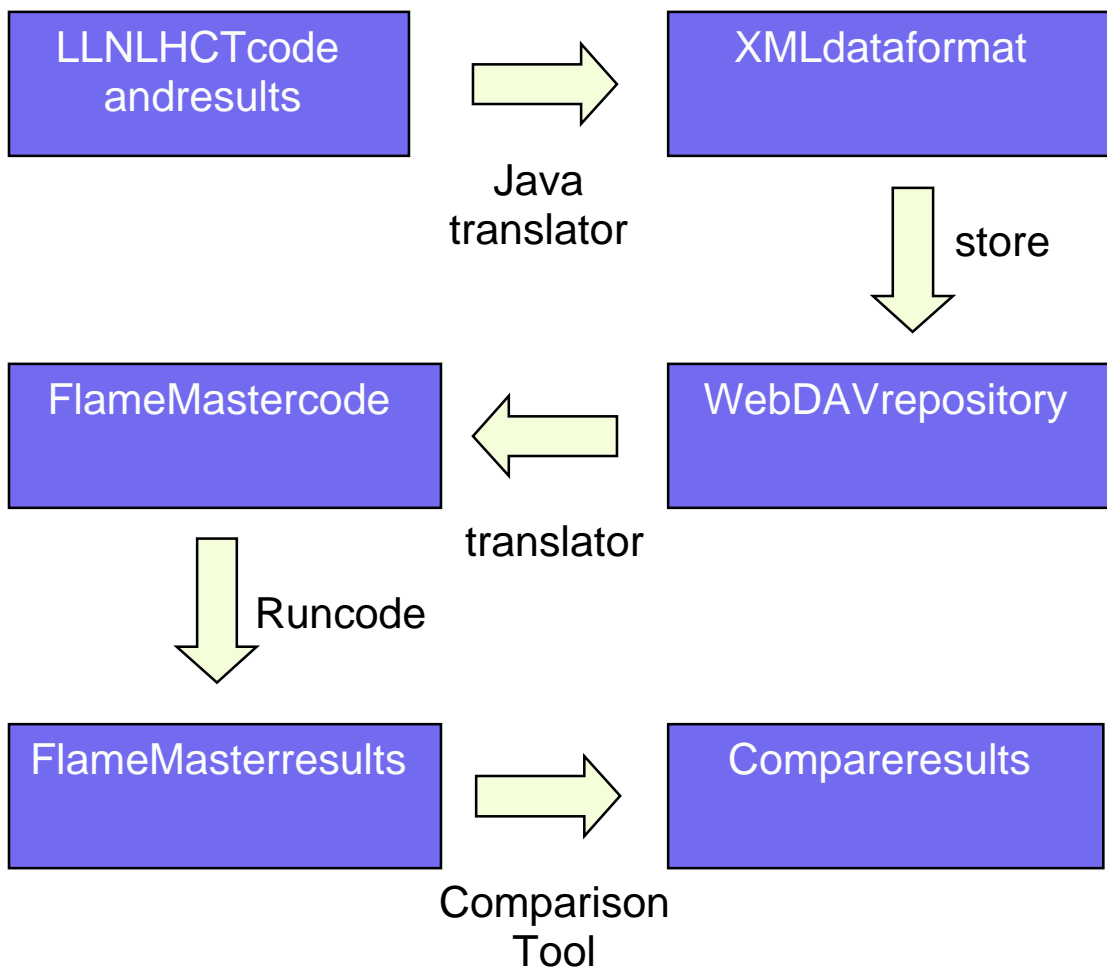 LLNLHCTcode
andresults
XMLdataformat
Java
translator
store
FlameMastercode
WebDAVrepository
translator
Runcode
FlameMasterresults
Compareresults
Comparison
Tool